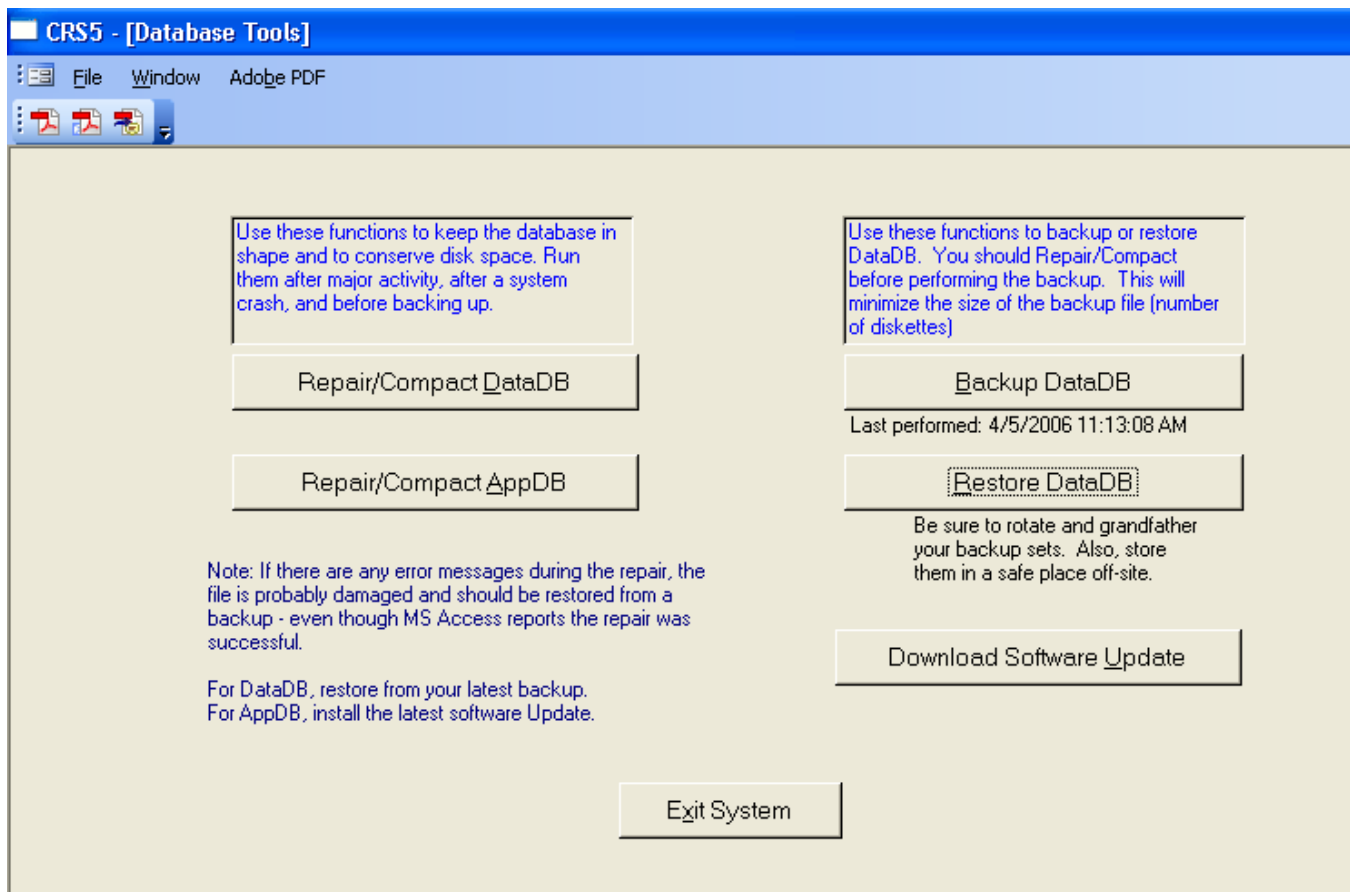 CRS5 - [Database Tools]
File Window Adobe PDF
Use these functions to keep the database in
shape and to conserve disk space. Run
them after major activity, after a system
crash, and before backing up.
Repair/Compact DataDB
Repair/Compact AppDB
Note: If there are any error messages during the repair, the
file is probably damaged and should be restored from a
backup - even though MS Access reports the repair was
successful.
For DataDB, restore from your latest backup.
For AppDB, install the latest software Update.
Use these functions to backup or restore
DataDB.  You should Repair/Compact
before performing the backup.  This will
minimize the size of the backup file (number
of diskettes)
Backup DataDB
Last performed: 4/5/2006 11:13:08 AM
Restore DataDB
Be sure to rotate and grandfather
your backup sets.  Also, store
them in a safe place off-site.
Download Software Update
Exit System